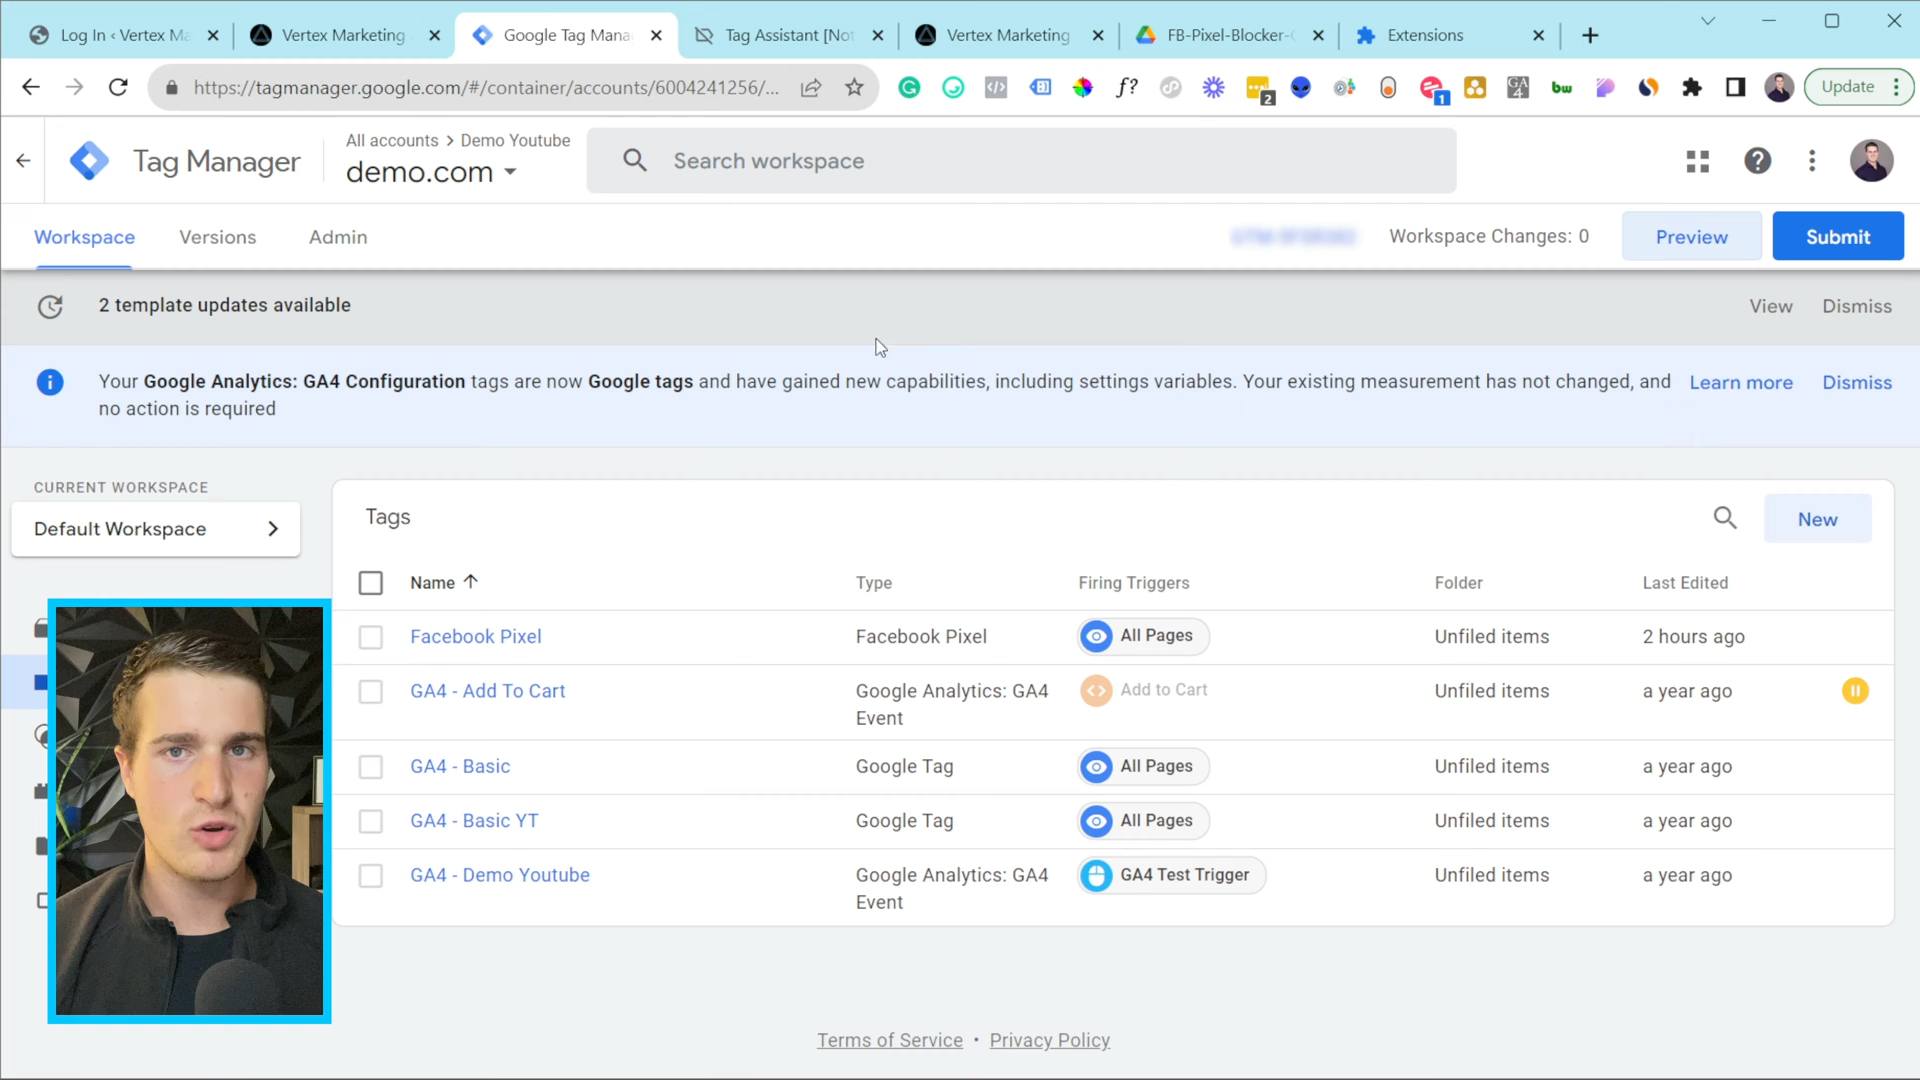 Log In ‹ Vertex Ma
Vertex Marketing
Google Tag Mana
Tag Assistant [Not
Vertex Marketing
FB-Pixel-Blocker-
Extensions
https://tagmanager.google.com/#/container/accounts/6004241256/...
f?
2
1
GA
4
bw
Update
Tag Manager
All accounts > Demo Youtube
demo.com
Search workspace
Workspace
Versions
Admin
Workspace Changes: 0
Preview
Submit
2 template updates available
View
Dismiss
Your Google Analytics: GA4 Configuration tags are now Google tags and have gained new capabilities, including settings variables. Your existing measurement has not changed, and
no action is required
Learn more
Dismiss
CURRENT WORKSPACE
Default Workspace
Tags
New
Name
Type
Firing Triggers
Folder
Last Edited
Facebook Pixel
Facebook Pixel
All Pages
Unfiled items
2 hours ago
GA4 - Add To Cart
Google Analytics: GA4
Event
Add to Cart
Unfiled items
a year ago
GA4 - Basic
Google Tag
All Pages
Unfiled items
a year ago
GA4 - Basic YT
Google Tag
All Pages
Unfiled items
a year ago
GA4 - Demo Youtube
Google Analytics: GA4
Event
GA4 Test Trigger
Unfiled items
a year ago
Terms of Service • Privacy Policy